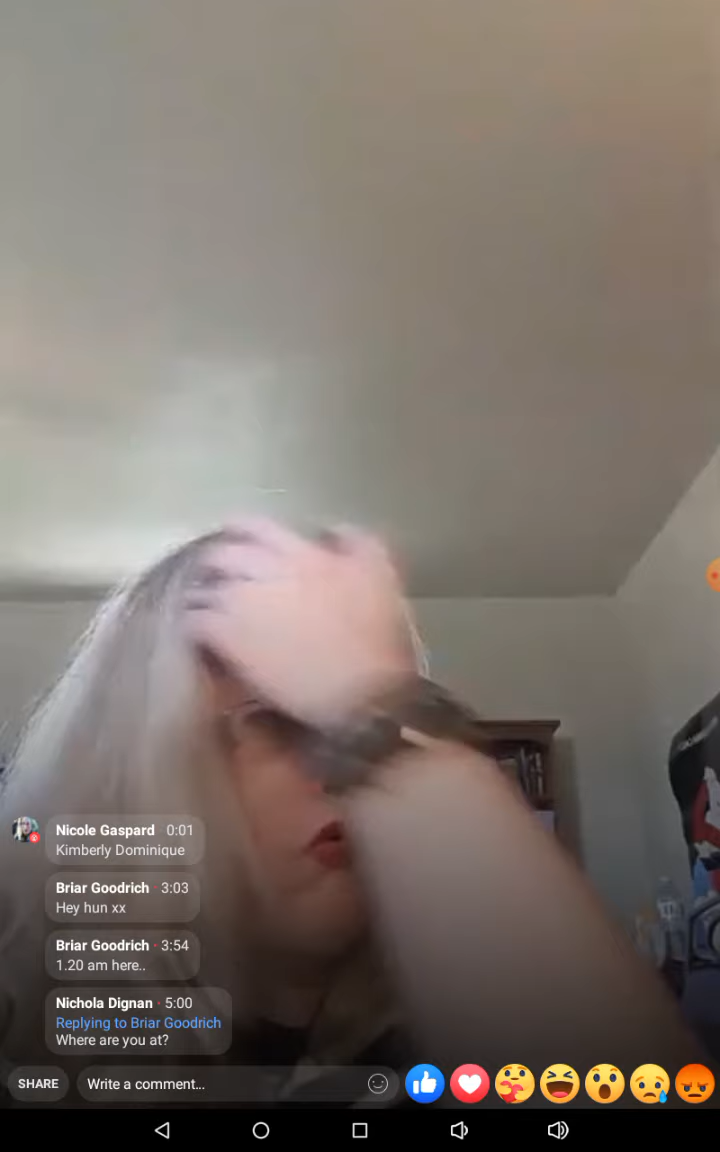 Nicole Gaspard 0:01
Kimberly Dominique
Briar Goodrich 3:03
Hey hun xx
Briar Goodrich · 3:54
1.20 am here..
Nichola Dignan · 5:00
Replying to Briar Goodrich
Where are you at?
SHARE
Write a comment...